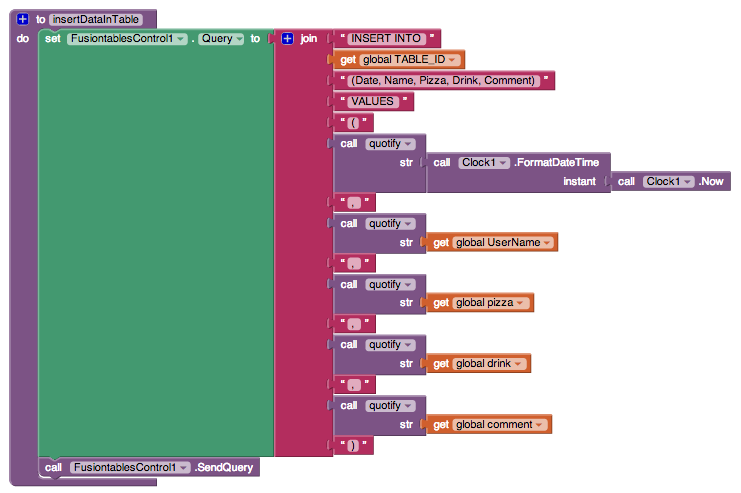 to insertDataInTable
do set FusiontablesControl1 . Query to join " INSERT INTO "
get global TABLE_ID
" (Date, Name, Pizza, Drink, Comment) "
" VALUES "
" ( "
call quotify
str call Clock1 .FormatDateTime
instant call Clock1 .Now
" , "
call quotify
str get global UserName
" , "
call quotify
str get global pizza
" , "
call quotify
str get global drink
" , "
call quotify
str get global comment
" ) "
call FusiontablesControl1 .SendQuery